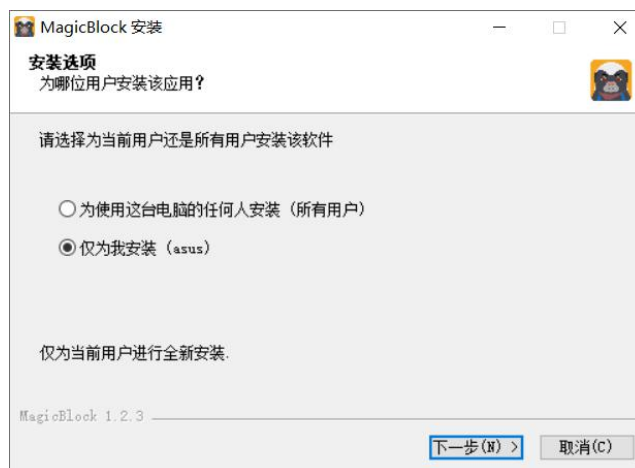 MagicBlock 安装
安装选项
为哪位用户安装该应用?
请选择为当前用户还是所有用户安装该软件
为使用这台电脑的任何人安装（所有用户）
仅为我安装（asus）
仅为当前用户进行全新安装.
MagicBlock 1.2.3
下一步(N) >
取消(C)